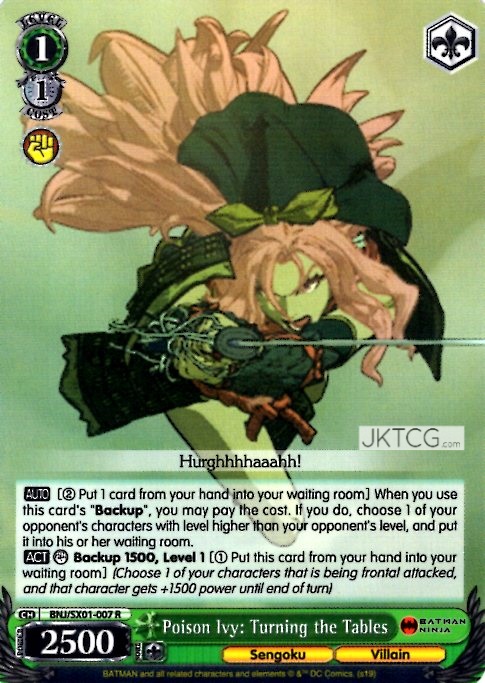 LEVEL
1
1
COST
JKTCG.com
Hurghhhhaaahh!
AUTO [② Put 1 card from your hand into your waiting room] When you use
this card's "Backup", you may pay the cost. If you do, choose 1 of your
opponent's characters with level higher than your opponent's level, and put
it into his or her waiting room.
ACT Backup 1500, Level 1 [① Put this card from your hand into your
waiting room] (Choose 1 of your characters that is being frontal attacked,
and that character gets +1500 power until end of turn)
CH BNJ/SX01-007 R
POWER 2500 SOUL
Poison Ivy: Turning the Tables
BATMAN
NINJA
Sengoku Villain
BATMAN and all related characters and elements © &™ DC Comics. (s19)